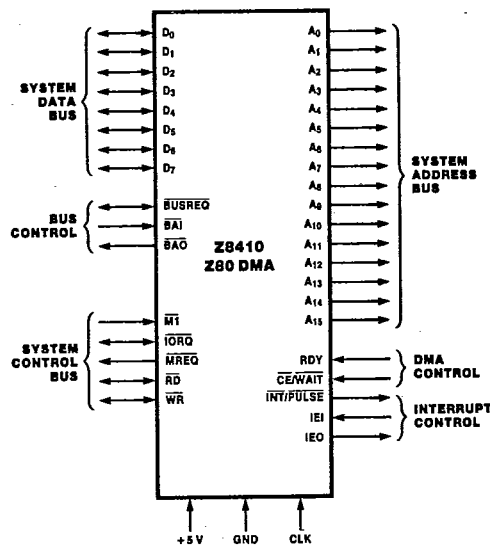 D0
D1
D2
D3
D4
D5
D6
D7
SYSTEM
DATA
BUS
BUSREQ
BAI
BAO
BUS
CONTROL
M1
IORQ
MREQ
RD
WR
SYSTEM
CONTROL
BUS
Z8410
Z80 DMA
A0
A1
A2
A3
A4
A5
A6
A7
A8
A9
A10
A11
A12
A13
A14
A15
SYSTEM
ADDRESS
BUS
RDY
CE/WAIT
DMA
CONTROL
INT/PULSE
IEI
IEO
INTERRUPT
CONTROL
+5 V
GND
CLK